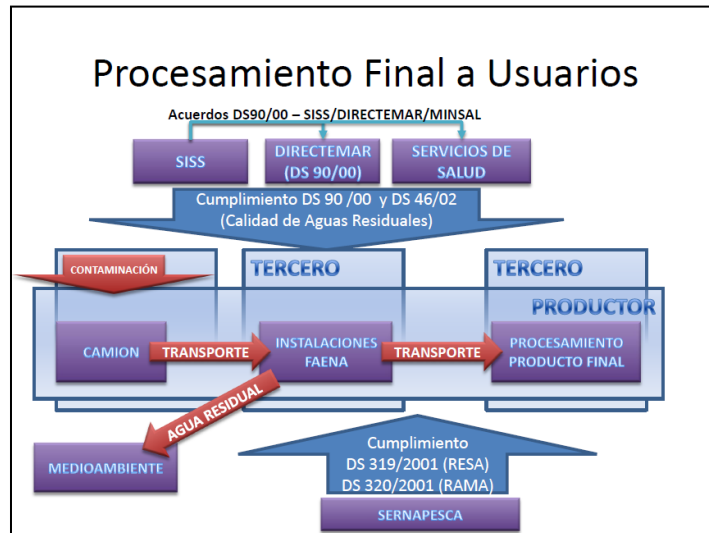 Procesamiento Final a Usuarios
Acuerdos DS90/00 – SISS/DIRECTEMAR/MINSAL
SISS
DIRECTEMAR
(DS 90/00)
SERVICIOS DE
SALUD
Cumplimiento DS 90 /00 y DS 46/02
(Calidad de Aguas Residuales)
CONTAMINACIÓN
TERCERO
TERCERO
PRODUCTOR
CAMION
TRANSPORTE
INSTALACIONES
FAENA
TRANSPORTE
PROCESAMIENTO
PRODUCTO FINAL
AGUA RESIDUAL
MEDIOAMBIENTE
Cumplimiento
DS 319/2001 (RESA)
DS 320/2001 (RAMA)
SERNAPESCA